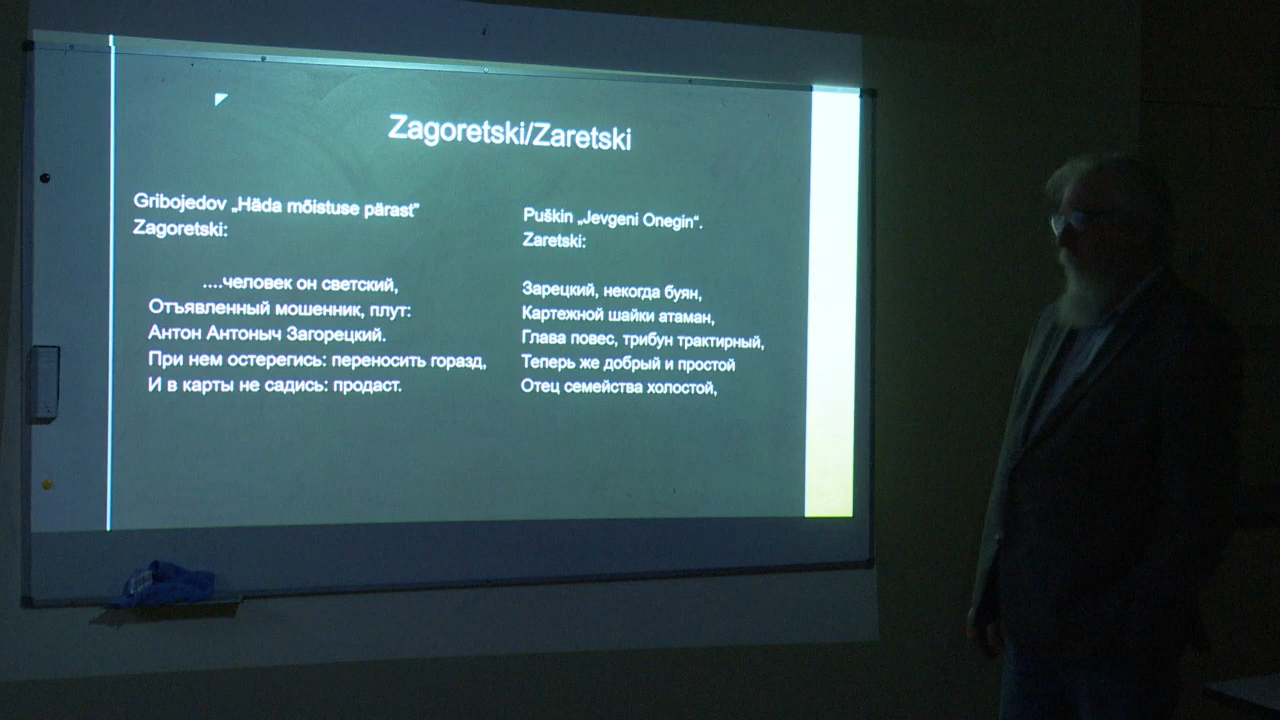 Zagoretski/Zaretski
Gribojedov „Häda mõistuse pärast”
Zagoretski:
....человек он светский,
Отъявленный мошенник, плут:
Антон Антоныч Загорецкий.
При нем остерегись: переносить горазд,
И в карты не садись: продаст.
Puškin „Jevgeni Onegin“.
Zaretski:
Зарецкий, некогда буян,
Картежной шайки атаман,
Глава повес, трибун трактирный,
Теперь же добрый и простой
Отец семейства холостой,